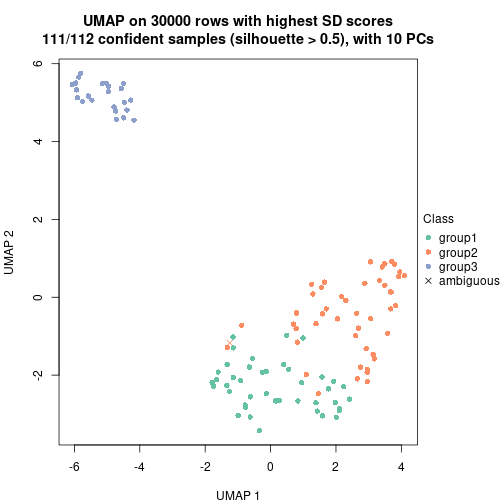 UMAP on 30000 rows with highest SD scores
111/112 confident samples (silhouette > 0.5), with 10 PCs
6
4
2
0
-2
UMAP 2
-6
-4
-2
0
2
4
UMAP 1
Class
group1
group2
group3
ambiguous